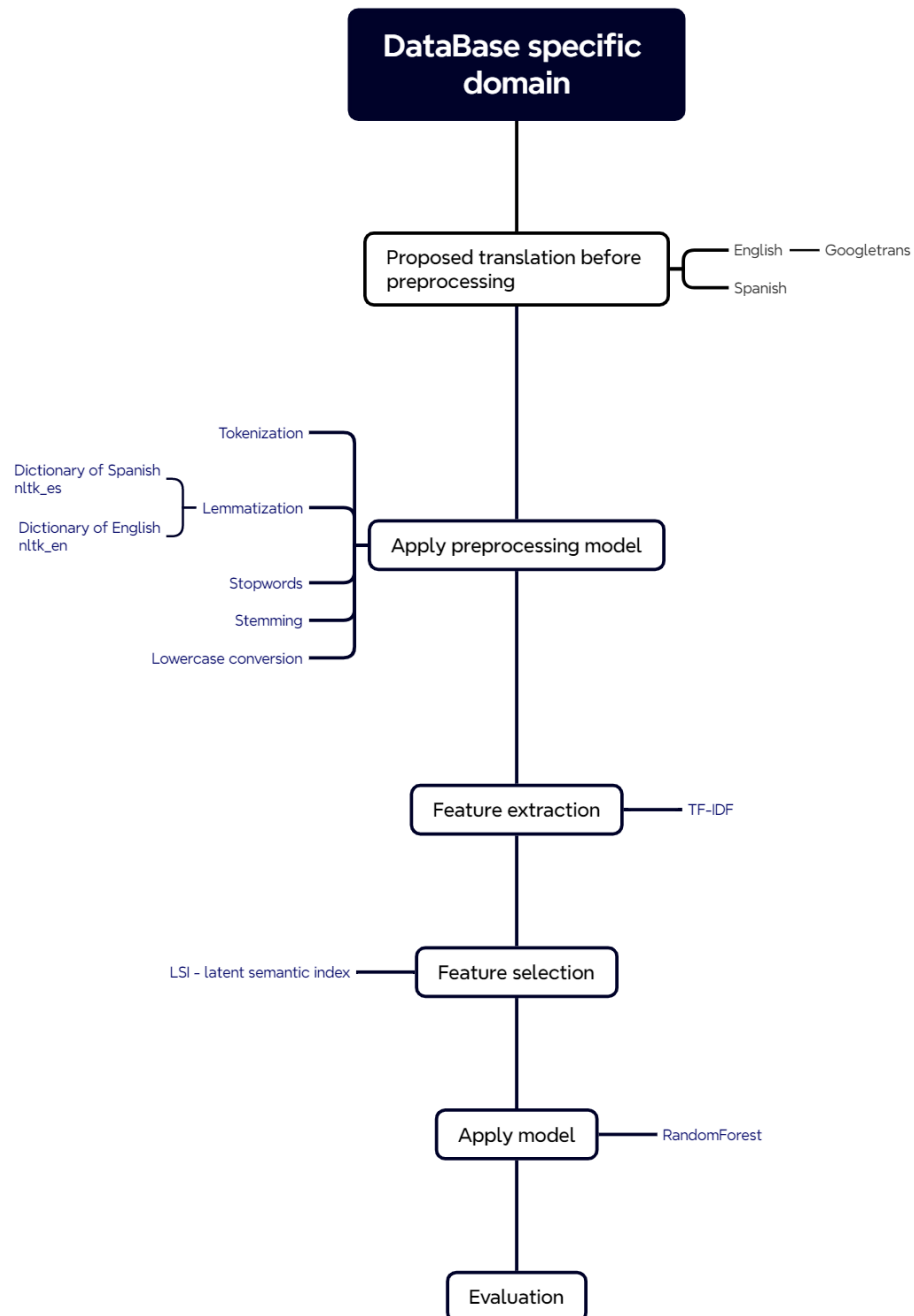 DataBase specific
domain
Proposed translation before
preprocessing
English
Googletrans
Spanish
Tokenization
Dictionary of Spanish
nltk_es
Lemmatization
Dictionary of English
nltk_en
Apply preprocessing model
Stopwords
Stemming
Lowercase conversion
Feature extraction
TF-IDF
LSI - latent semantic index
Feature selection
Apply model
RandomForest
Evaluation